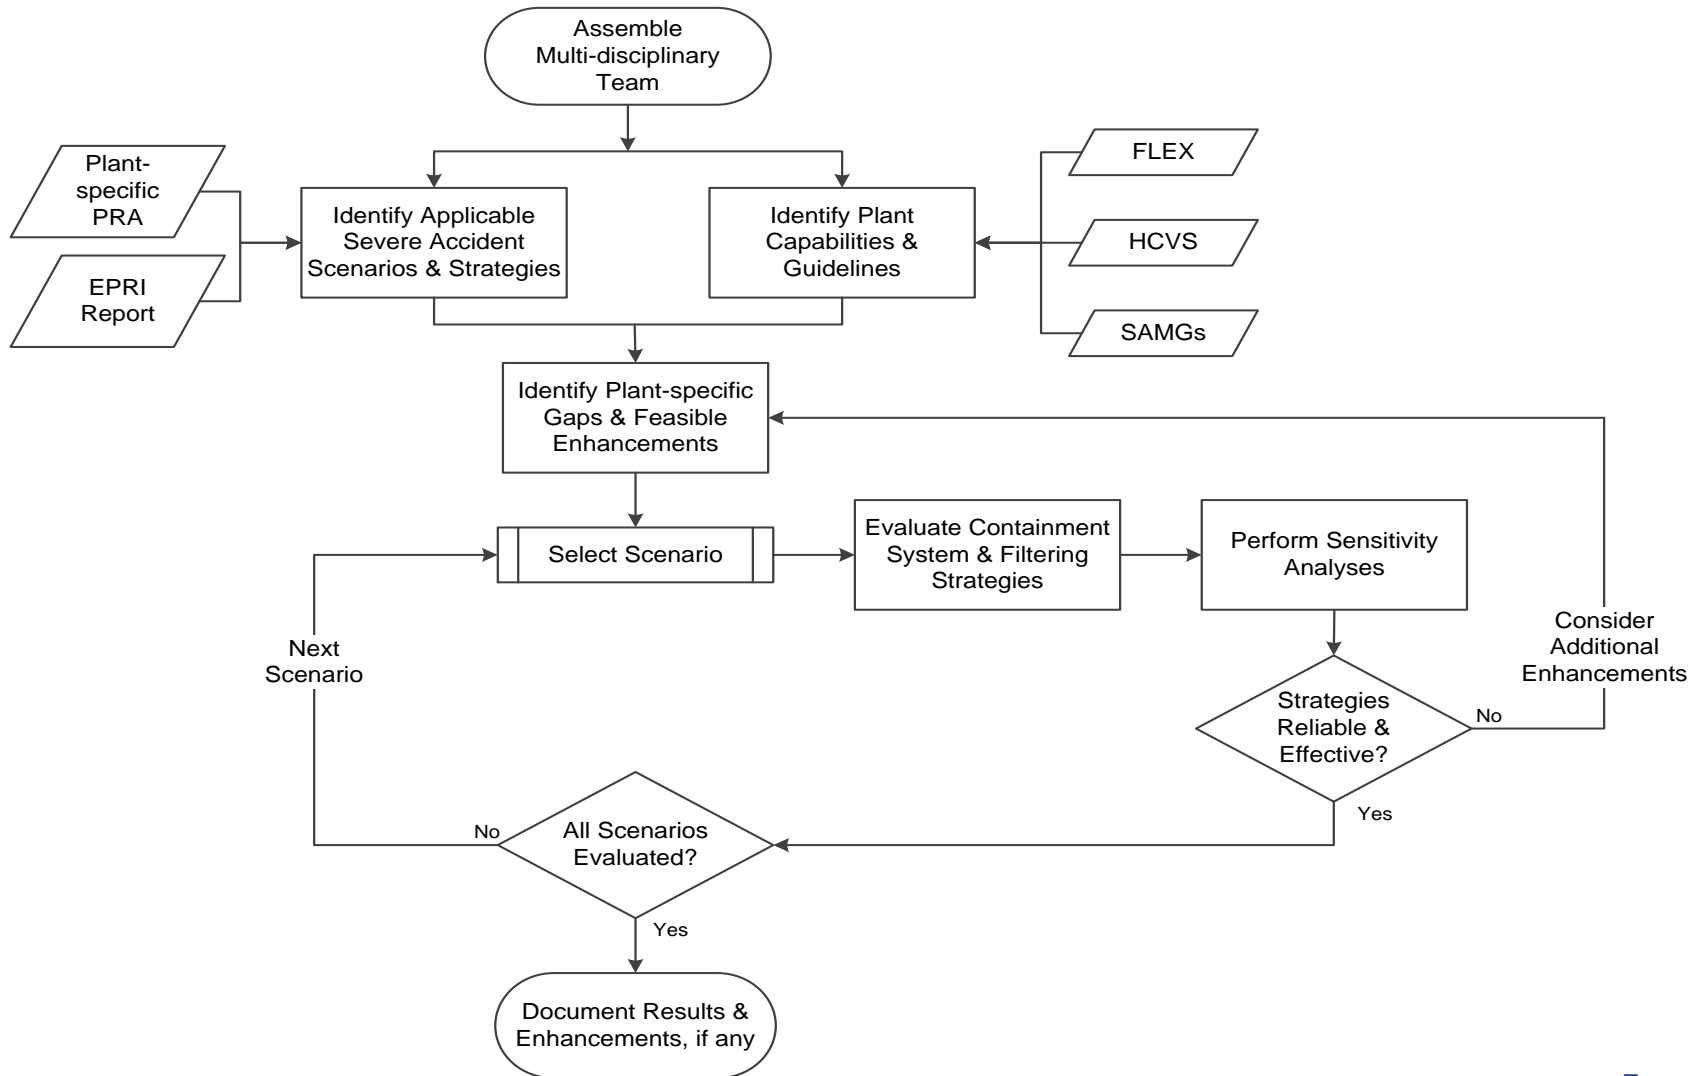 Assemble
Multi-disciplinary
Team
Plant-
specific
PRA
EPRI
Report
Identify Applicable
Severe Accident
Scenarios & Strategies
Identify Plant
Capabilities &
Guidelines
FLEX
HCVS
SAMGs
Identify Plant-specific
Gaps & Feasible
Enhancements
Select Scenario
Evaluate Containment
System & Filtering
Strategies
Perform Sensitivity
Analyses
Consider
Additional
Enhancements
Next
Scenario
Strategies
Reliable &
Effective?
No
Yes
All Scenarios
Evaluated?
No
Yes
Document Results &
Enhancements, if any